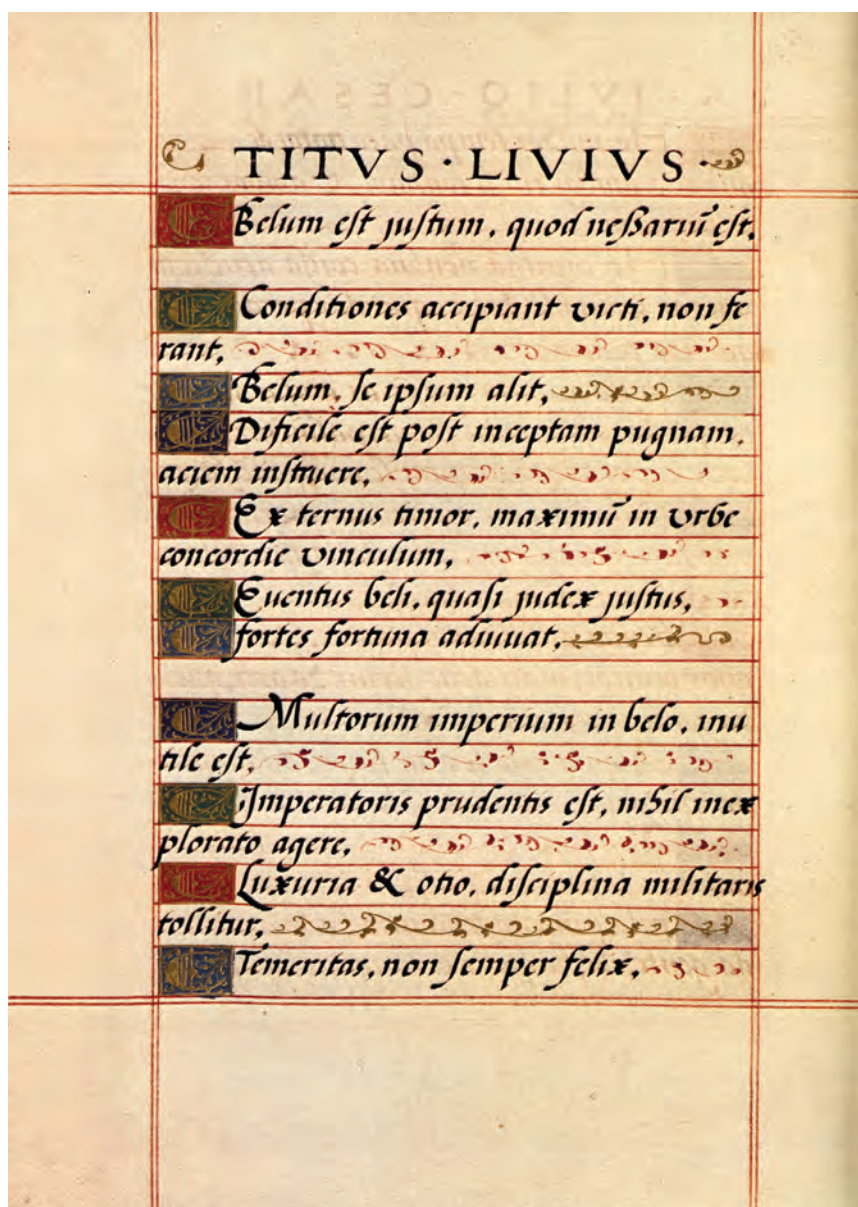 TITVS · LIVIVS ·
Belum est justum, quod neßariū est,
Conditiones accipiant victi, non fe
rant,
Belum, se ipsum alit,
Dificile est post inceptam pugnam,
aciem instruere,
Ex ternus timor, maximū in vrbe
concordie vinculum,
Euentus beli, quasi judex justus,
fortes fortuna adiuuat,
Multorum imperium in belo, inu
tile est,
Imperatoris prudentis est, nihil inex
plorato agere,
Luxuria & otio, disciplina militaris
tollitur,
Temeritas, non semper felix,